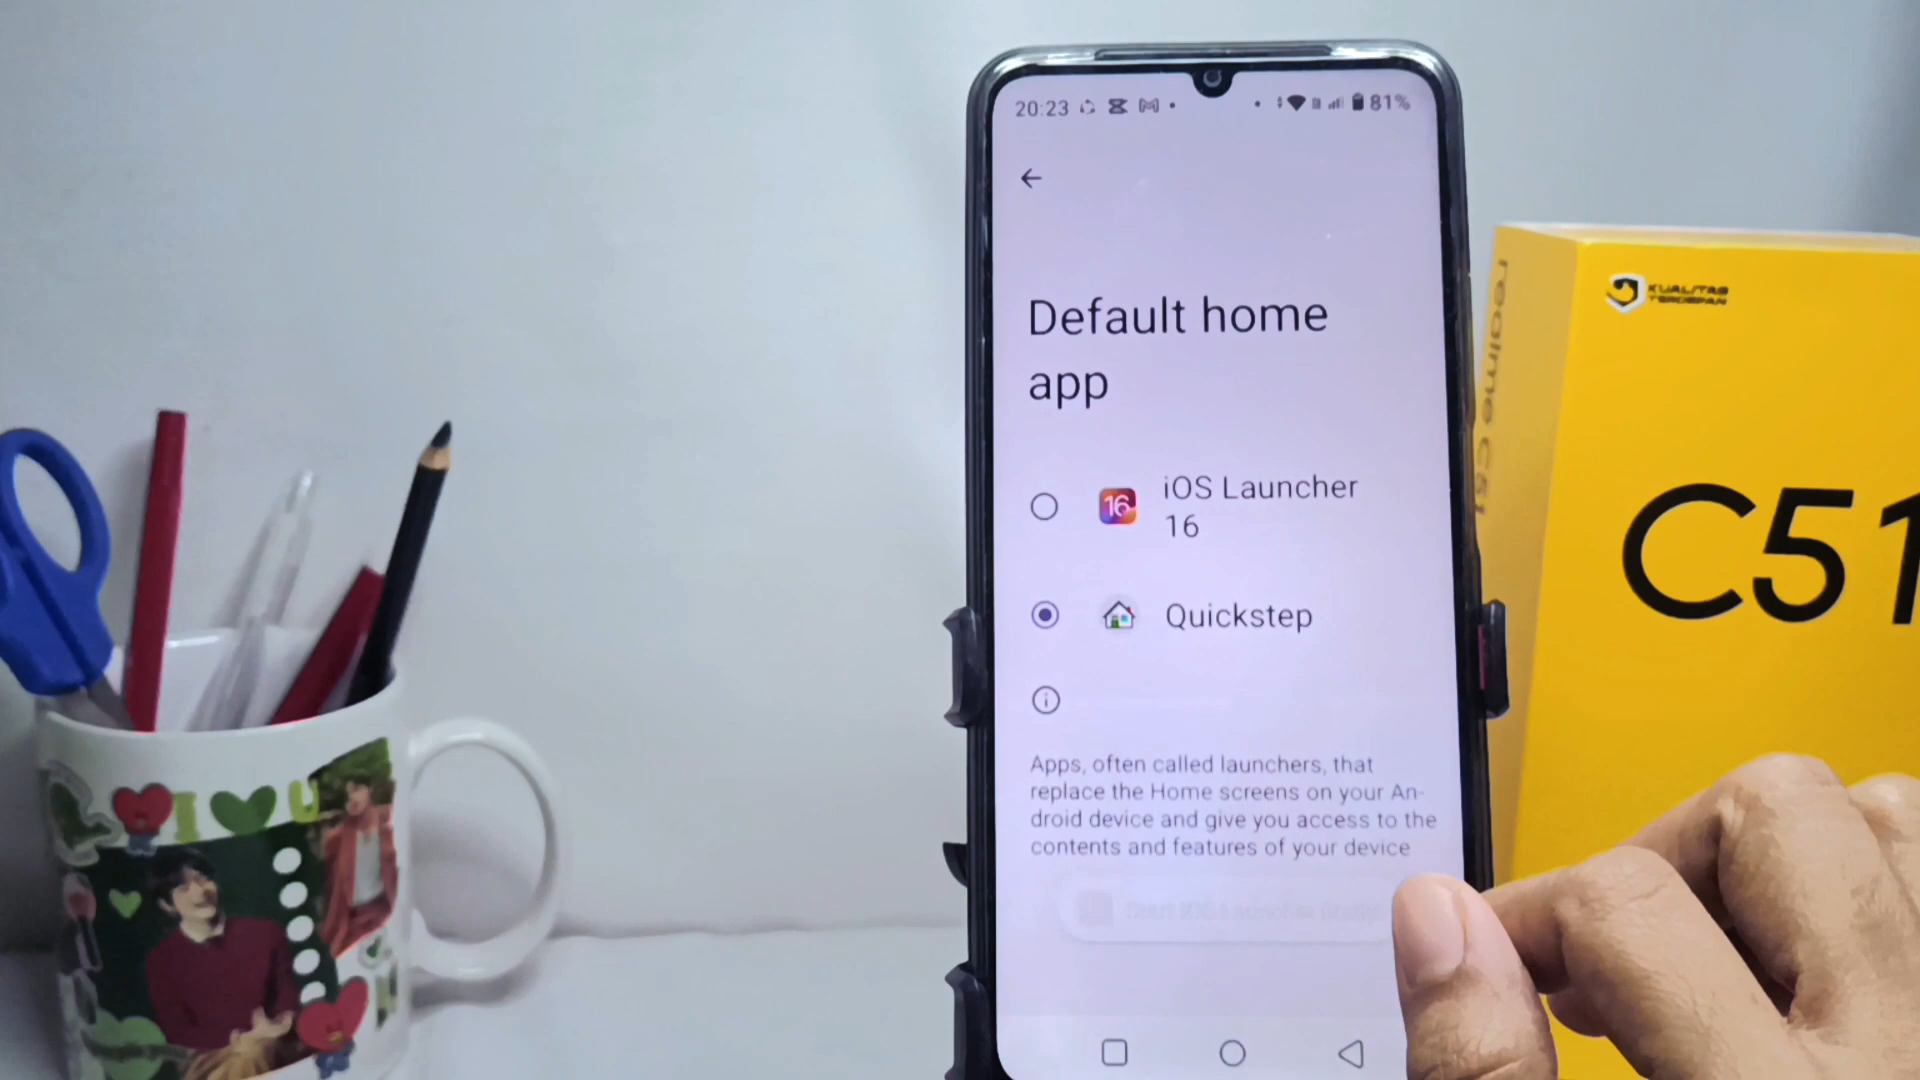 20:23
81%
Default home
app
iOS Launcher
16
16
Quickstep
Apps, often called launchers, that
replace the Home screens on your An-
droid device and give you access to the
contents and features of your device
realme C51
KUALITAS
TERDEPAN
C51
I
U